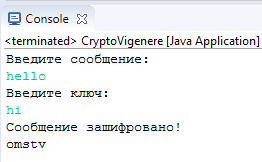 Console
<terminated> CryptoVigenere [Java Application]
Введите сообщение:
hello
Введите ключ:
hi
Сообщение зашифровано!
omstv